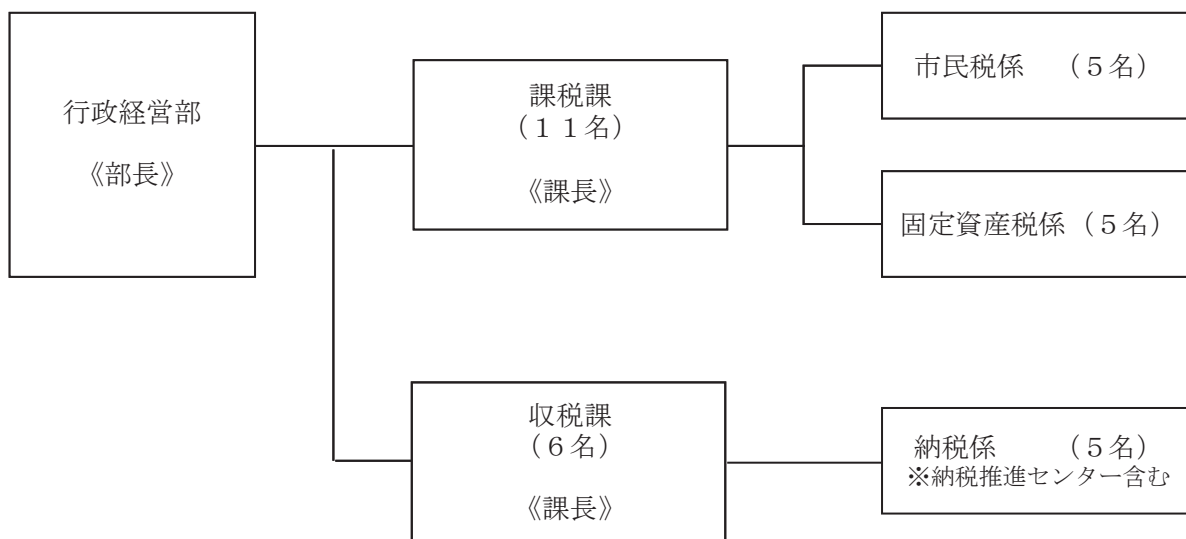 行政経営部
《部長》
課税課
（１１名）
《課長》
市民税係　（５名）
固定資産税係（５名）
収税課
（６名）
《課長》
納税係　　（５名）
※納税推進センター含む